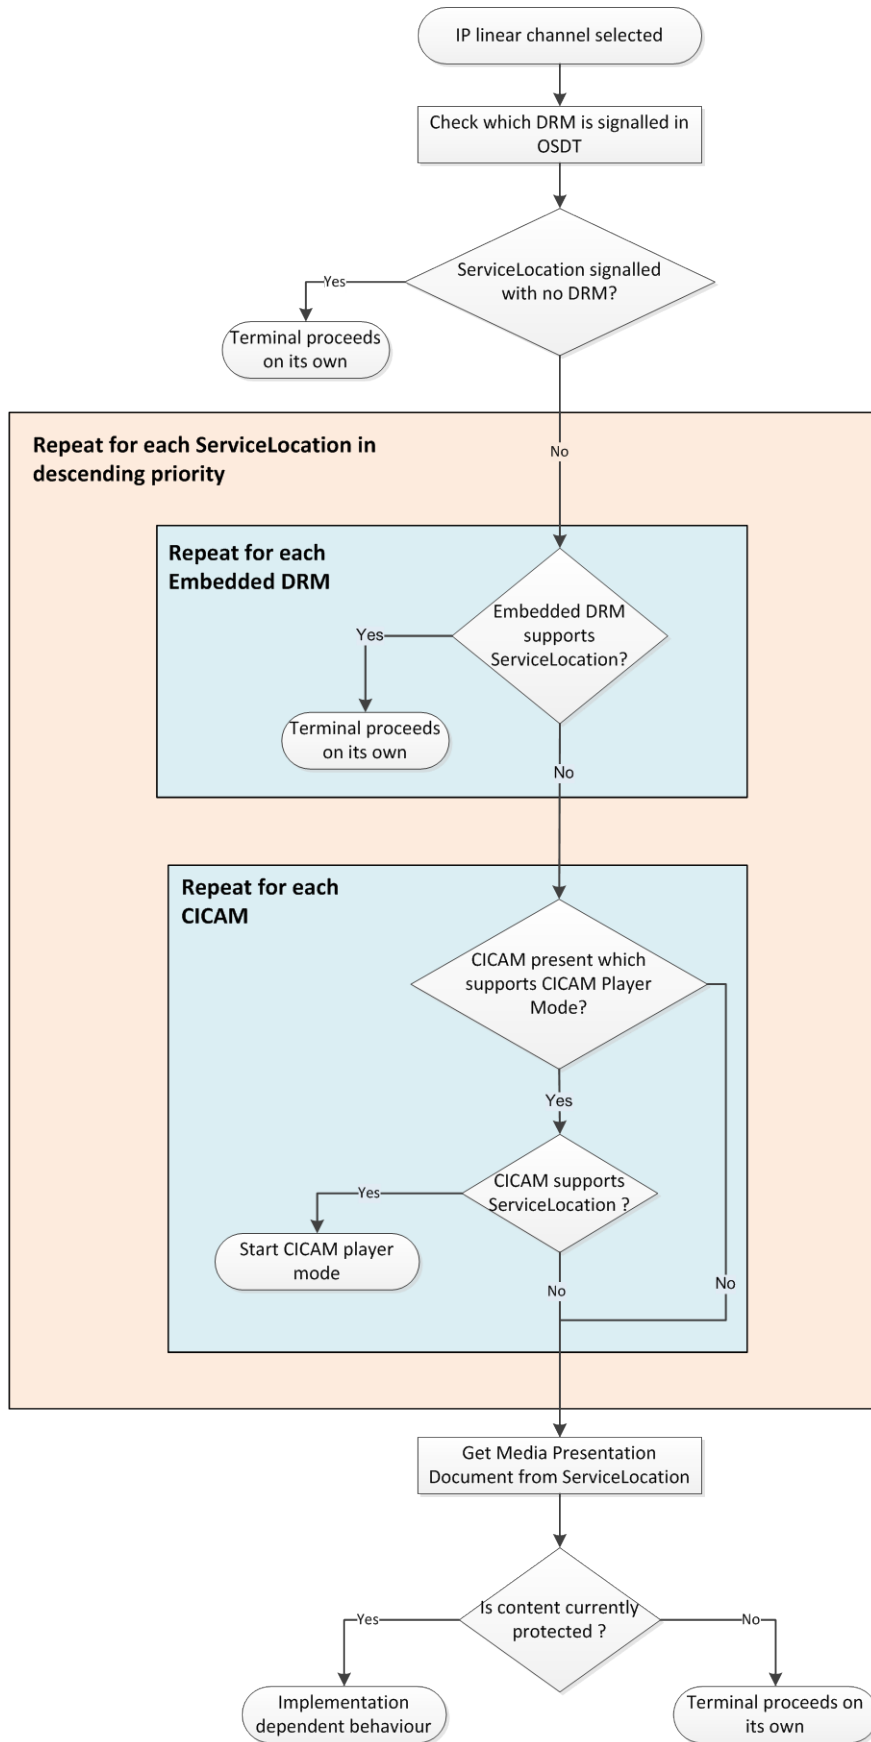 IP linear channel selected
Check which DRM is signalled in
OSDT
ServiceLocation signalled
with no DRM?
Yes
Terminal proceeds
on its own
No
Repeat for each ServiceLocation in
descending priority
Repeat for each
Embedded DRM
Embedded DRM
supports
ServiceLocation?
Yes
Terminal proceeds
on its own
No
Repeat for each
CICAM
CICAM present which
supports CICAM Player
Mode?
Yes
CICAM supports
ServiceLocation ?
Yes
Start CICAM player
mode
No
No
Get Media Presentation
Document from ServiceLocation
Is content currently
protected ?
Yes
No
Implementation
dependent behaviour
Terminal proceeds on
its own